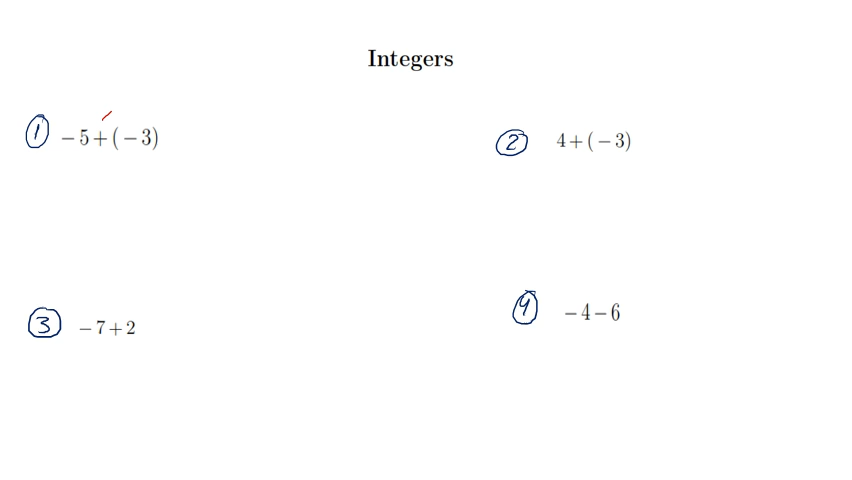 Integers
① −5+(−3)
② 4+(−3)
③ −7+2
④ −4−6